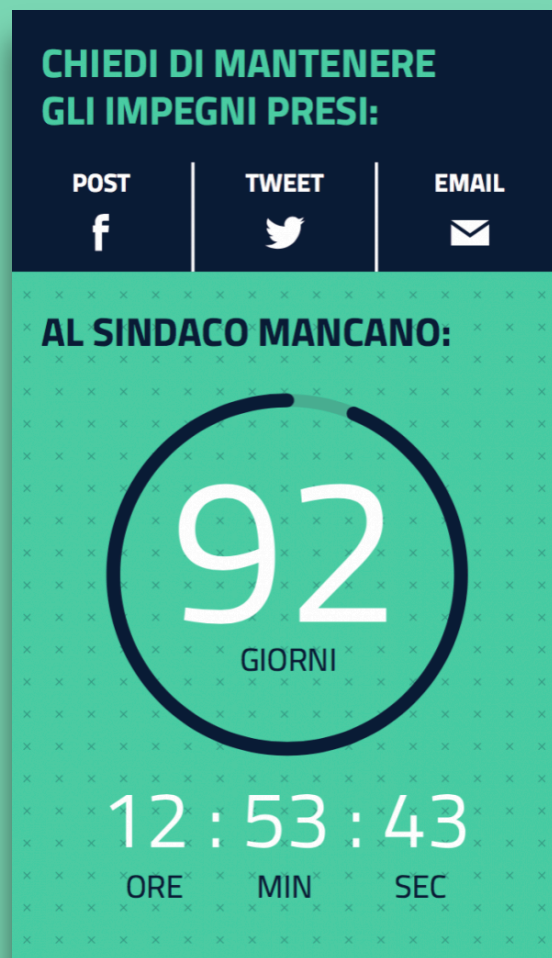 CHIEDI DI MANTENERE
GLI IMPEGNI PRESI:
POST TWEET EMAIL
AL SINDACO MANCANO:
92
GIORNI
12 : 53 : 43
ORE MIN SEC